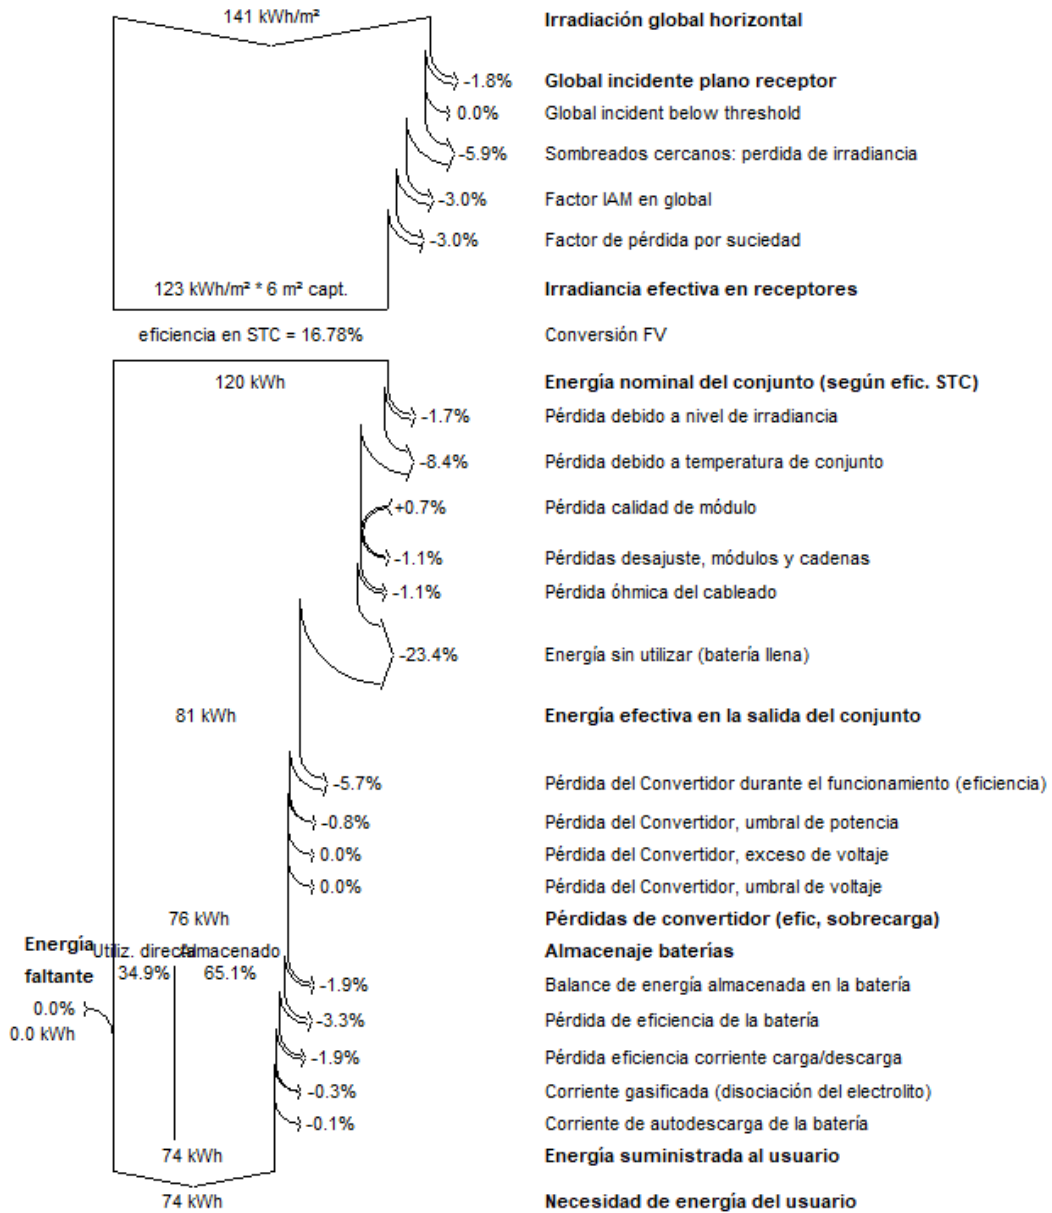 141 kWh/m² Irradiación global horizontal
-1.8% Global incidente plano receptor
0.0% Global incident below threshold
-5.9% Sombreados cercanos: perdida de irradiancia
-3.0% Factor IAM en global
-3.0% Factor de pérdida por suciedad
123 kWh/m² * 6 m² capt. Irradiancia efectiva en receptores
eficiencia en STC = 16.78% Conversión FV
120 kWh Energía nominal del conjunto (según efic. STC)
-1.7% Pérdida debido a nivel de irradiancia
-8.4% Pérdida debido a temperatura de conjunto
+0.7% Pérdida calidad de módulo
-1.1% Pérdidas desajuste, módulos y cadenas
-1.1% Pérdida óhmica del cableado
-23.4% Energía sin utilizar (batería llena)
81 kWh Energía efectiva en la salida del conjunto
-5.7% Pérdida del Convertidor durante el funcionamiento (eficiencia)
-0.8% Pérdida del Convertidor, umbral de potencia
0.0% Pérdida del Convertidor, exceso de voltaje
0.0% Pérdida del Convertidor, umbral de voltaje
76 kWh Pérdidas de convertidor (efic, sobrecarga)
Energía Utiliz. directa Almacenado Almacenaje baterías
faltante 34.9% 65.1% -1.9% Balance de energía almacenada en la batería
0.0% -3.3% Pérdida de eficiencia de la batería
0.0 kWh
-1.9% Pérdida eficiencia corriente carga/descarga
-0.3% Corriente gasificada (disociación del electrolito)
-0.1% Corriente de autodescarga de la batería
74 kWh Energía suministrada al usuario
74 kWh Necesidad de energía del usuario